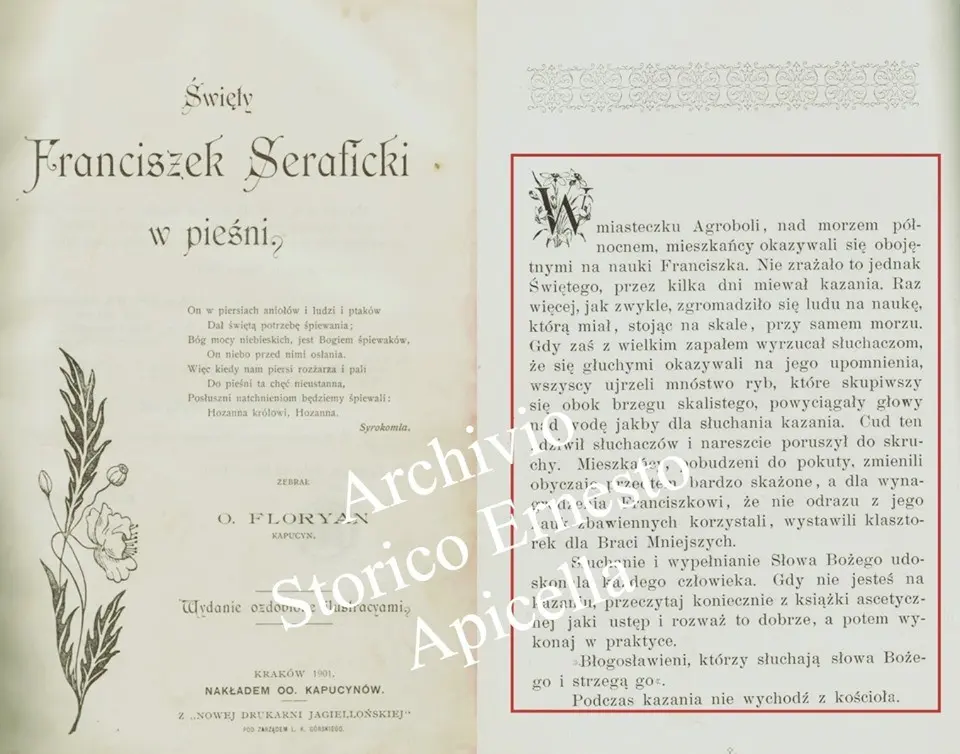 Święty
Franciszek Seraficki
w pieśni
On w piersiach aniołów i ludzi i ptaków
Dał świętą potrzebę śpiewania;
Bóg mocy niebieskich, jest Bogiem śpiewaków,
On niebo przed nimi osłania.
Więc kiedy nam piersi rozżarza i pali
Do pieśni ta chęć nieustanna,
Posłuszni natchnieniom będziemy śpiewali:
Hozanna królowi, Hozanna.
Syrokomla.
ZEBRAŁ
O. FLORYAN
KAPUCYN.
Wydanie ozdobione illustracyami
KRAKÓW 1901.
NAKŁADEM OO. KAPUCYNÓW.
Z „NOWEJ DRUKARNI JAGIELLOŃSKIEJ“
POD ZARZĄDEM L. K. GÓRSKIEGO.
W miasteczku Agroboli, nad morzem pół-
nocnem, mieszkańcy okazywali się oboję-
tnymi na nauki Franciszka. Nie zrażało to jednak
Świętego, przez kilka dni miewał kazania. Raz
więcej, jak zwykle, zgromadziło się ludu na naukę,
którą miał, stojąc na skale, przy samem morzu.
Gdy zaś z wielkim zapałem wyrzucał słuchaczom,
że się głuchymi okazywali na jego upomnienia,
wszyscy ujrzeli mnóstwo ryb, które skupiwszy
się obok brzegu skalistego, powyciągały głowy
nad wodę jakby dla słuchania kazania. Cud ten
zdziwił słuchaczów i nareszcie poruszył do skru-
chy. Mieszkańcy, pobudzeni do pokuty, zmienili
obyczaje przedtem bardzo skażone, a dla wyna-
grodzenia Franciszkowi, że nie odrazu z jego
nauk zbawiennych korzystali, wystawili klaszto-
rek dla Braci Mniejszych.
Słuchanie i wypełnianie Słowa Bożego udo-
skonala każdego człowieka. Gdy nie jesteś na
kazaniu, przeczytaj koniecznie z książki ascetycz-
nej jaki ustęp i rozważ to dobrze, a potem wy-
konaj w praktyce.
»Błogosławieni, którzy słuchają słowa Boże-
go i strzegą go«.
Podczas kazania nie wychodź z kościoła.
Archivio
Storico Ernesto
Apicella